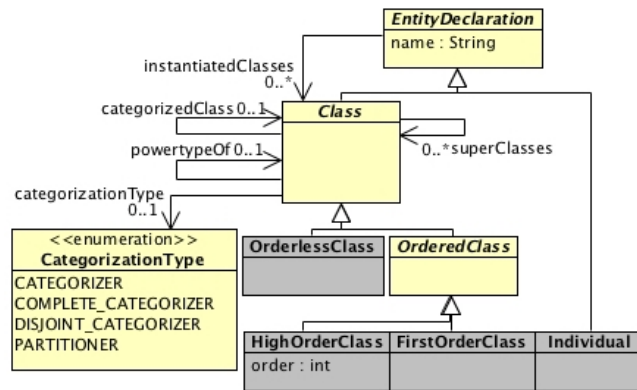 EntityDeclaration
name : String
instantiatedClasses
0..*
categorizedClass 0..1
Class
powertypeOf 0..1
0..* superClasses
categorizationType
0..1
<<enumeration>>
CategorizationType
CATEGORIZER
COMPLETE_CATEGORIZER
DISJOINT_CATEGORIZER
PARTITIONER
OrderlessClass
OrderedClass
HighOrderClass
order : int
FirstOrderClass
Individual